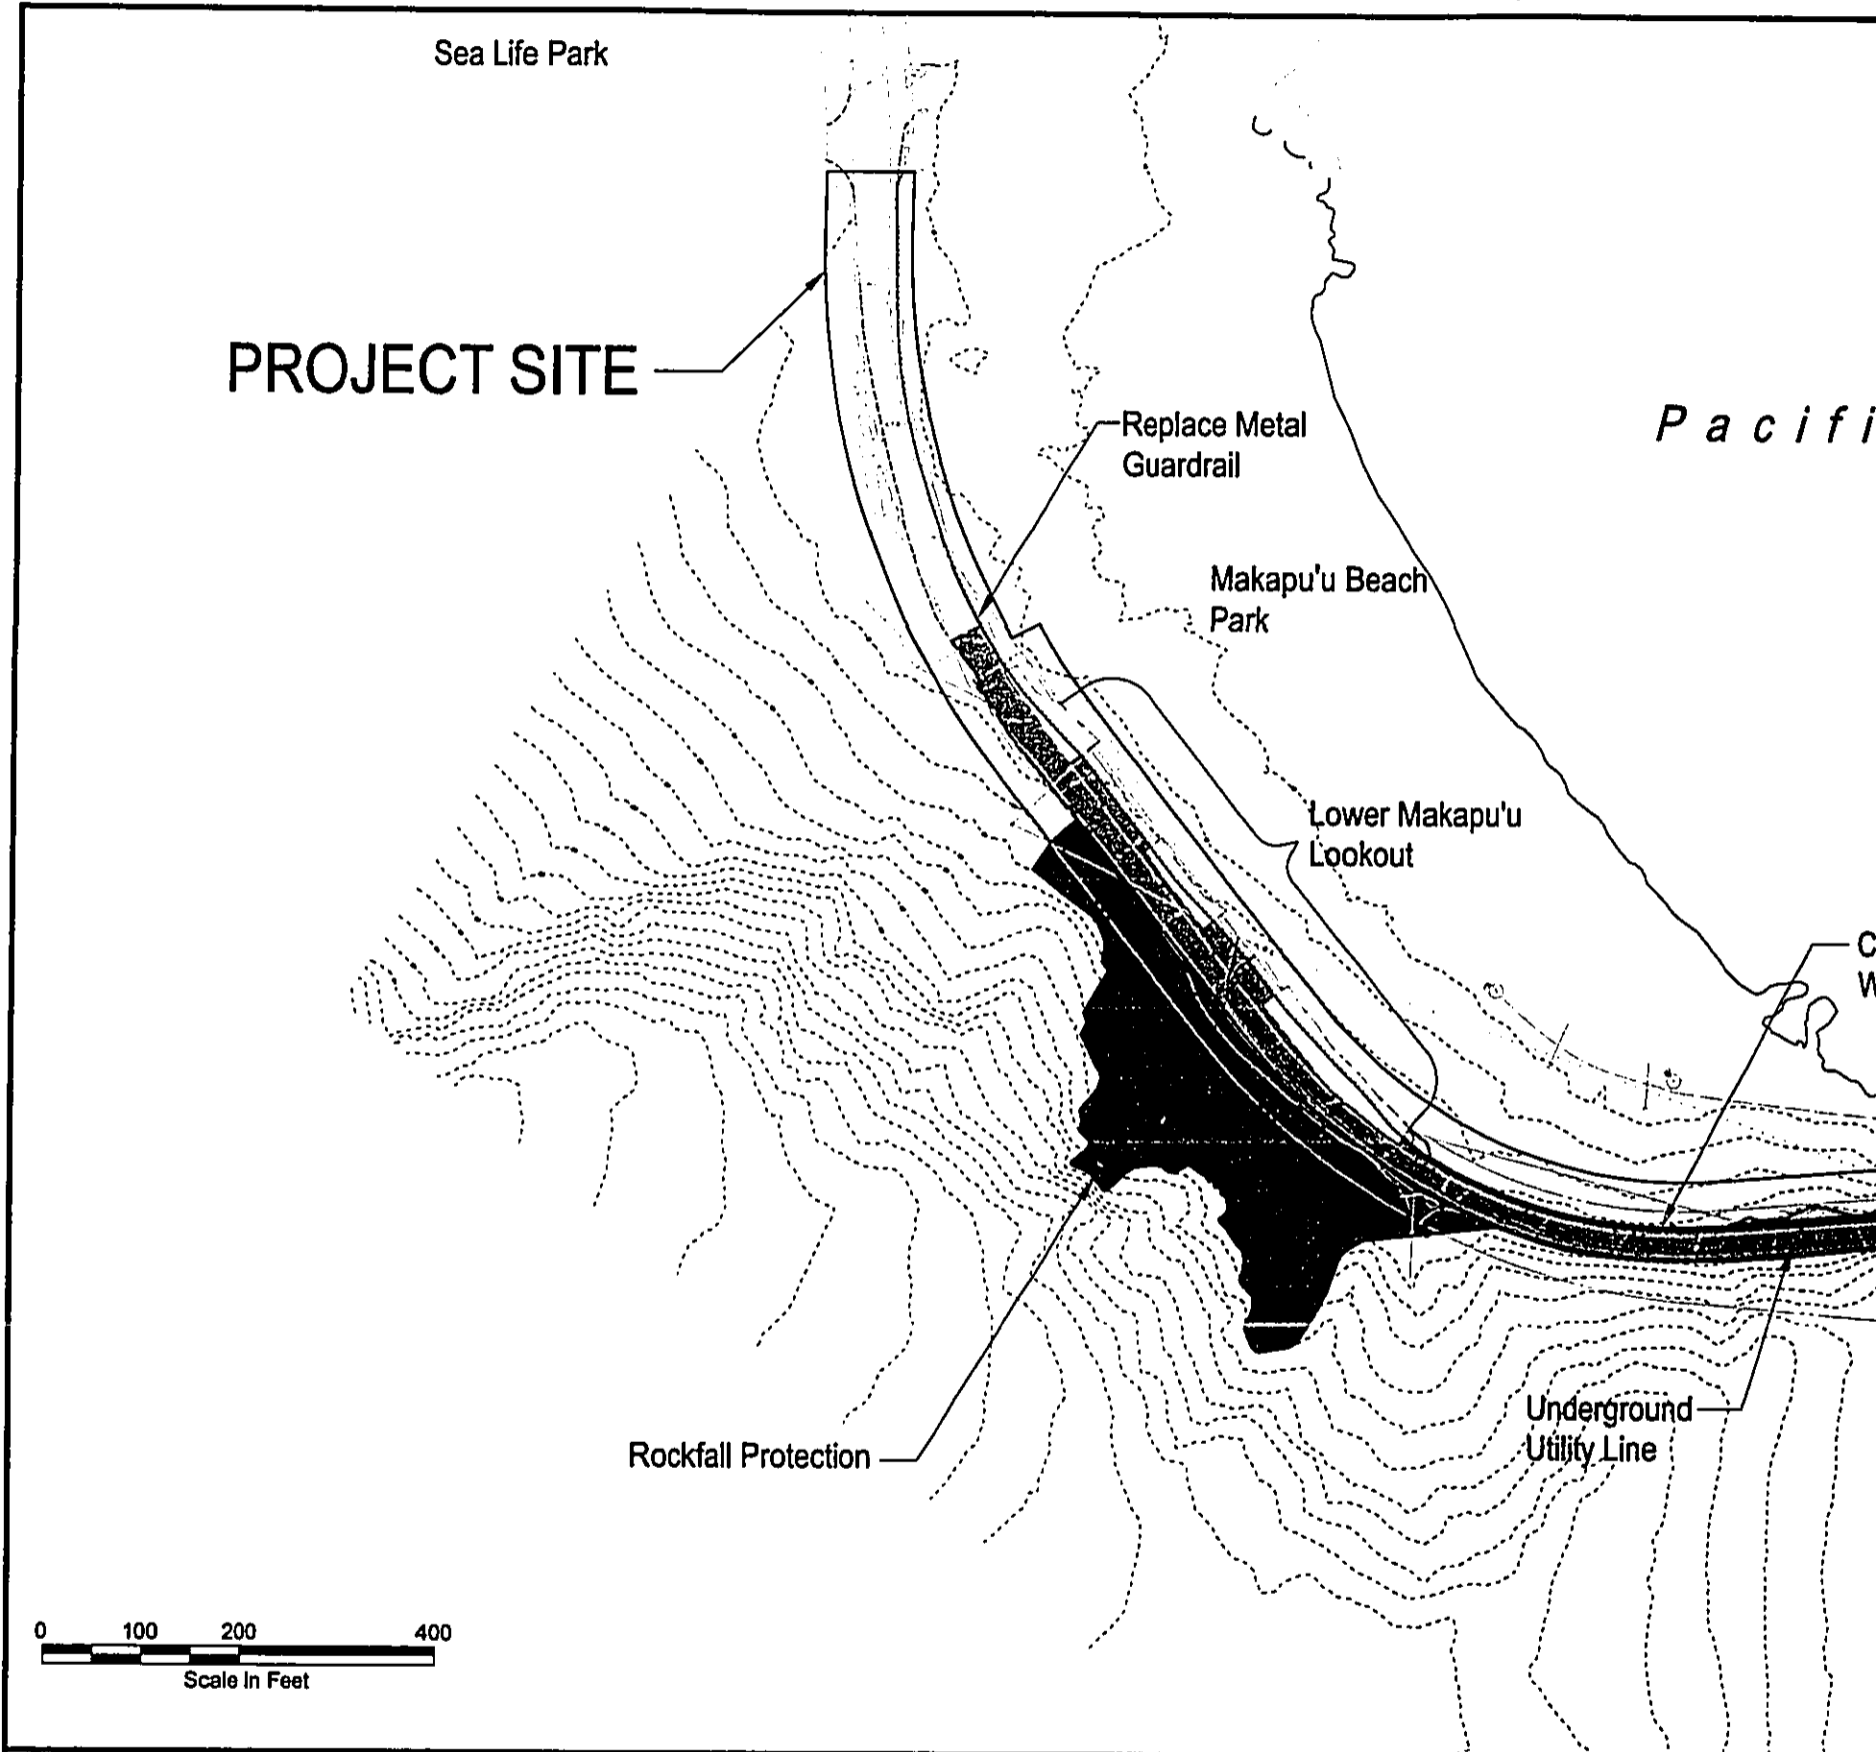 Sea Life Park
PROJECT SITE
Replace Metal
Guardrail
Pacifi
Makapu'u Beach
Park
Lower Makapu'u
Lookout
C
W
Underground
Utility Line
Rockfall Protection
0 100 200 400
Scale In Feet